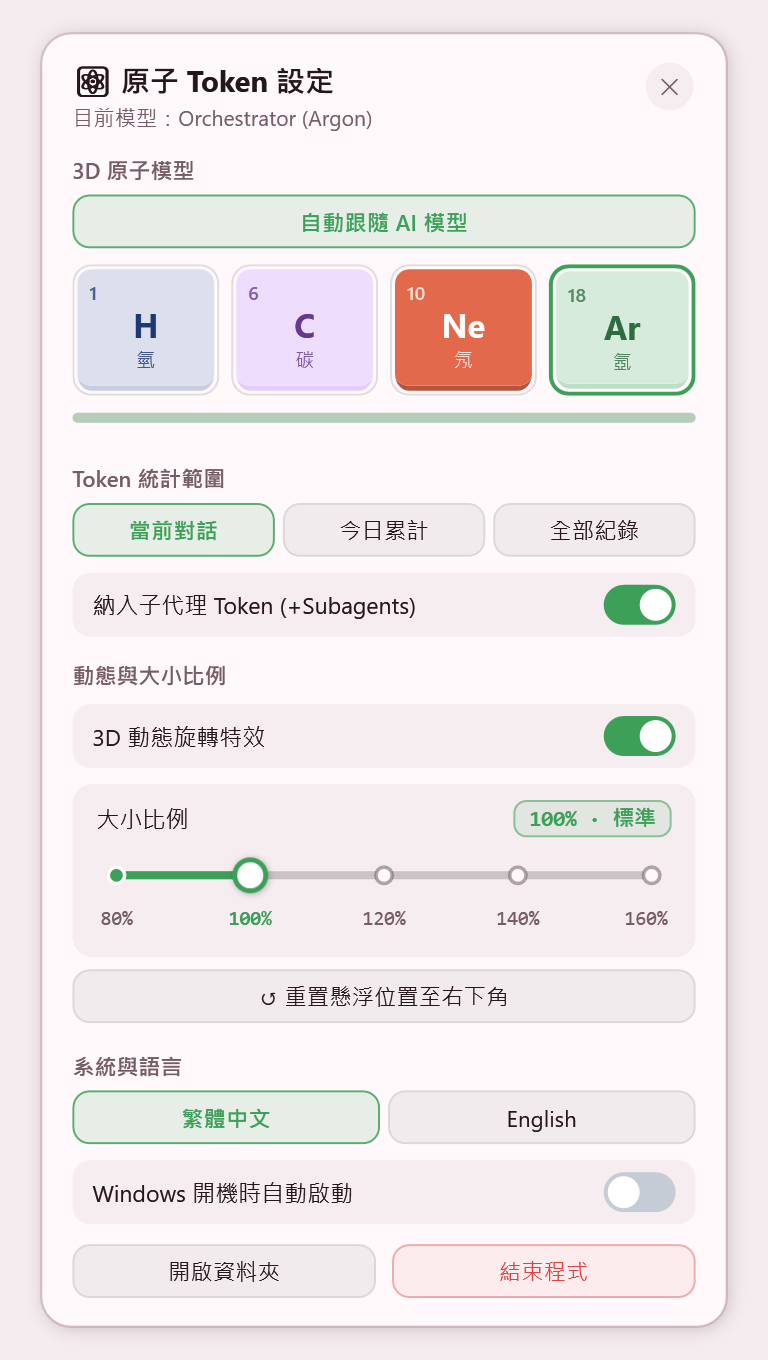 原子 Token 設定
目前模型：Orchestrator (Argon)
3D 原子模型
自動跟隨 AI 模型
1
H
氫
6
C
碳
10
Ne
氖
18
Ar
氬
Token 統計範圍
當前對話
今日累計
全部紀錄
納入子代理 Token (+Subagents)
動態與大小比例
3D 動態旋轉特效
大小比例
100% · 標準
80%
100%
120%
140%
160%
↺ 重置懸浮位置至右下角
系統與語言
繁體中文
English
Windows 開機時自動啟動
開啟資料夾
結束程式